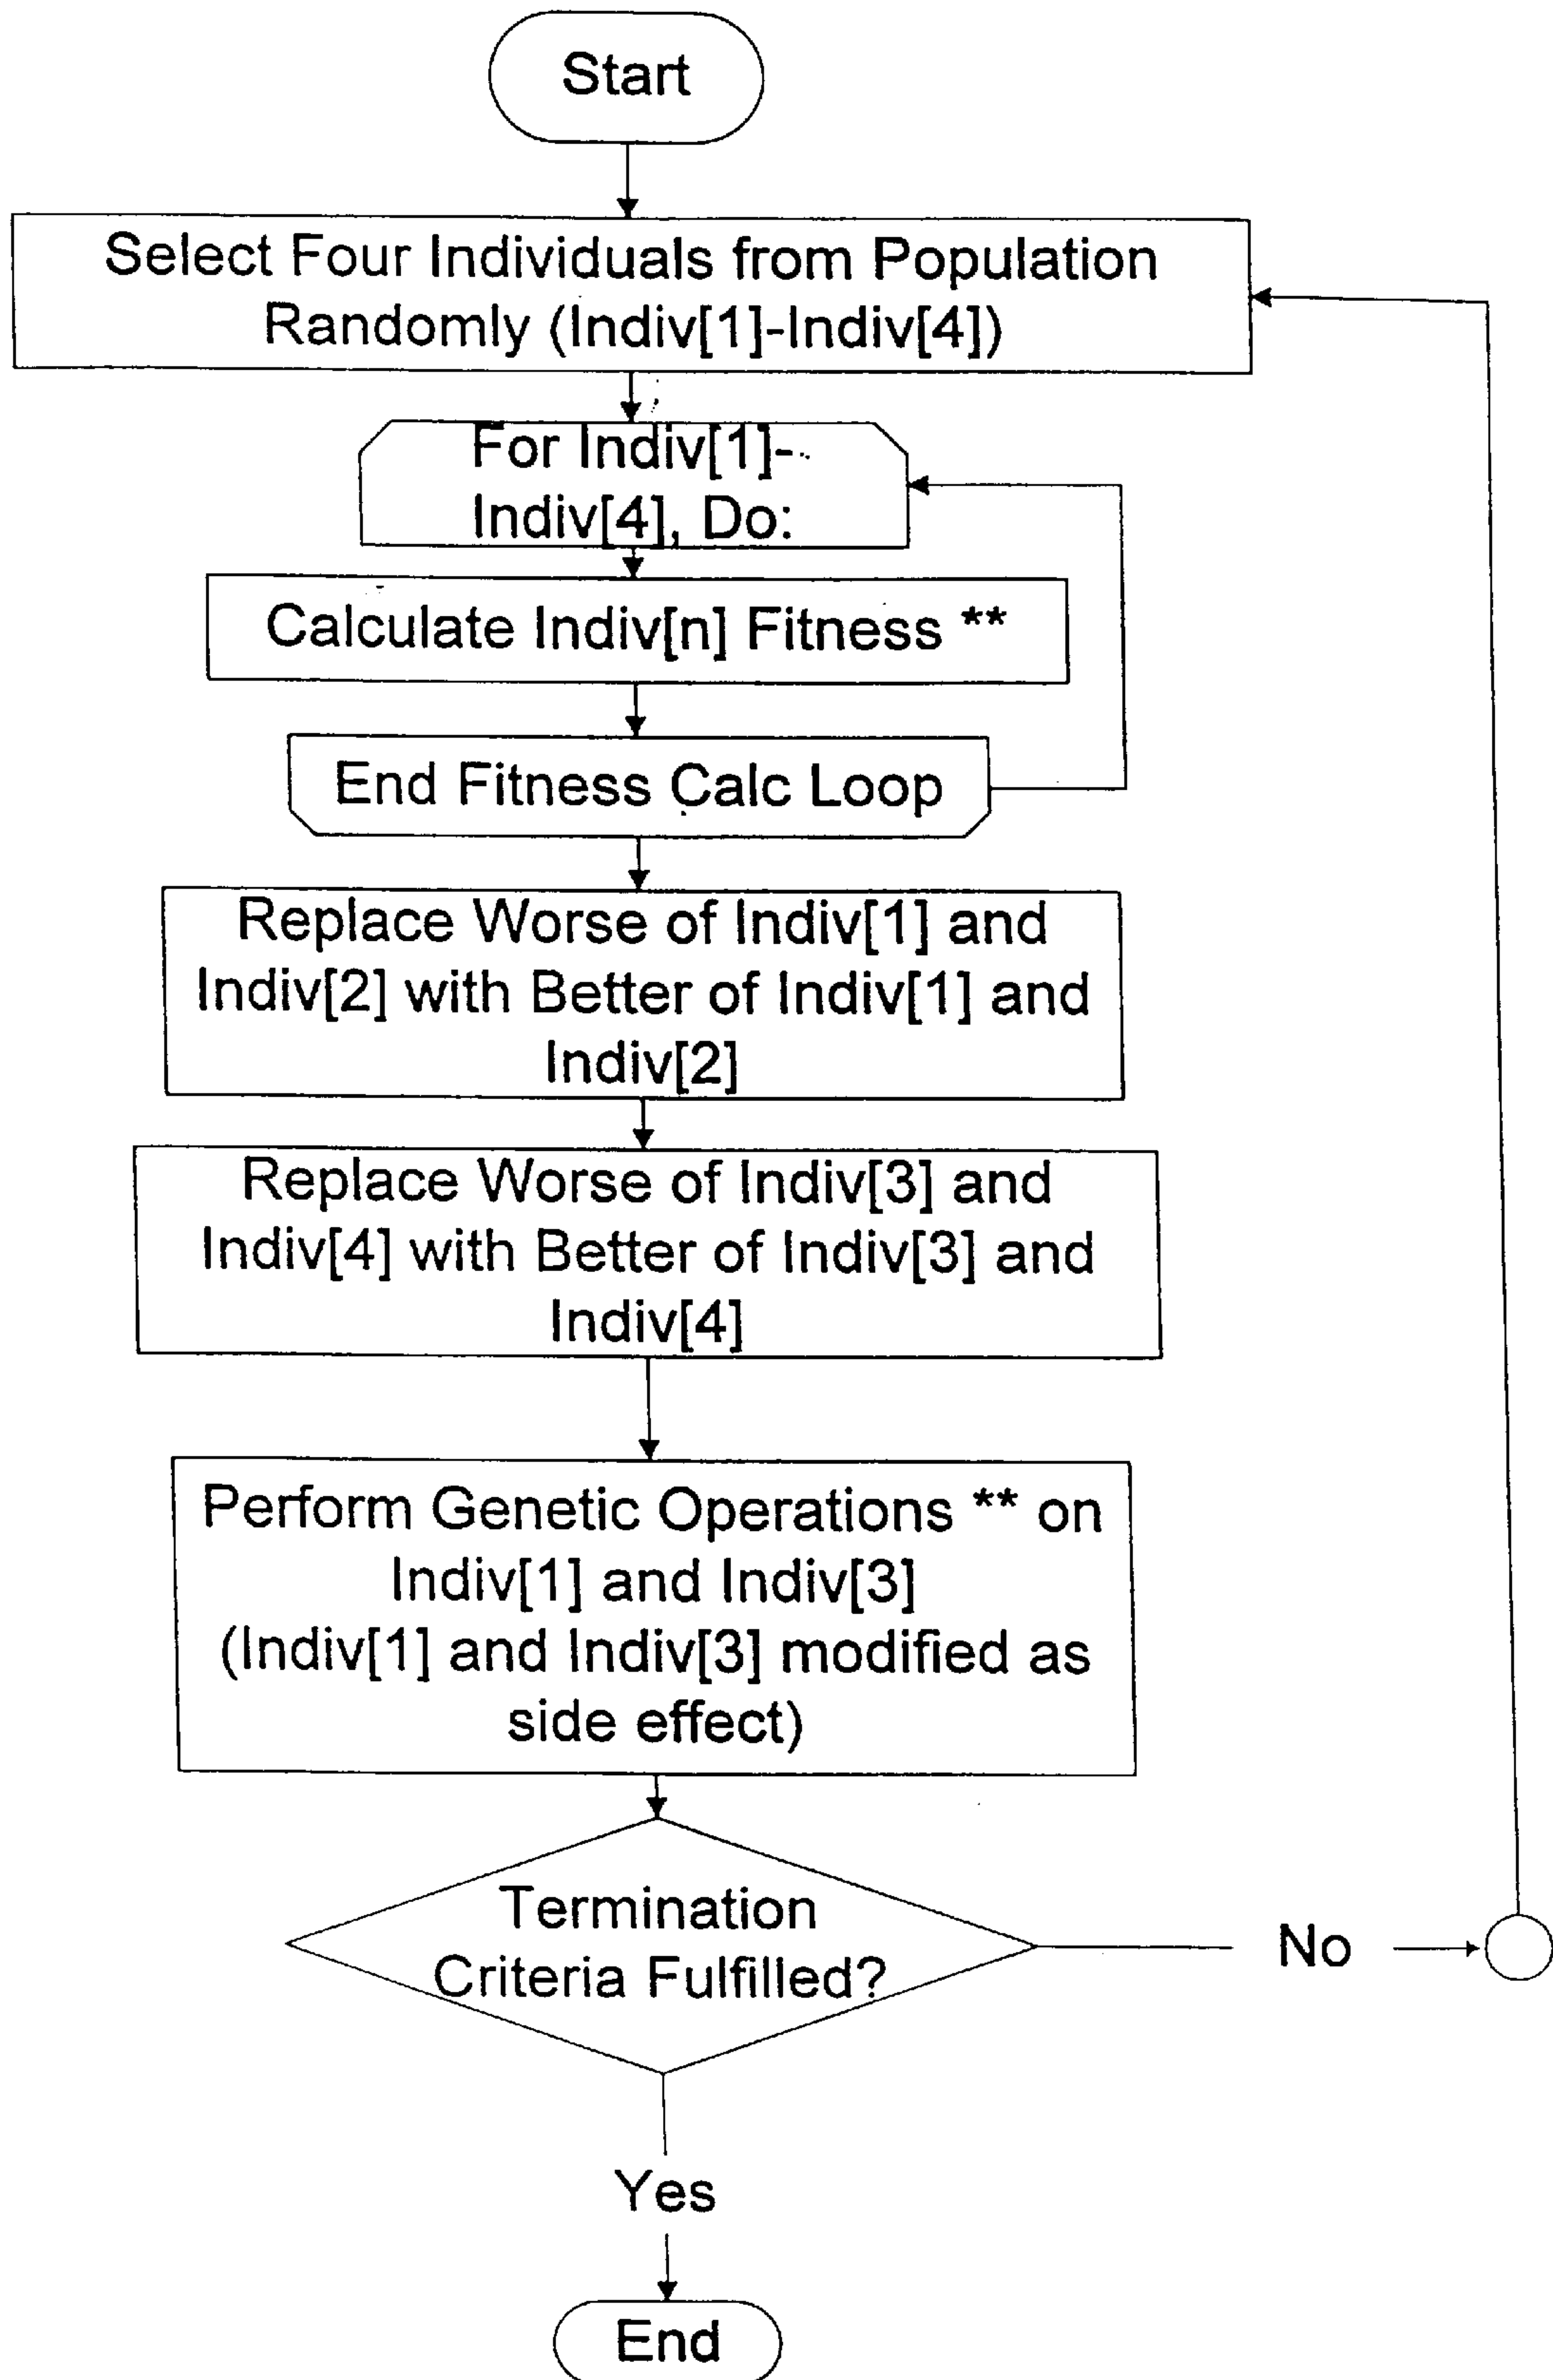 Start
Select Four Individuals from Population
Randomly (Indiv[1]-Indiv[4])
For Indiv[1]-
Indiv[4], Do:
Calculate Indiv[n] Fitness **
End Fitness Calc Loop
Replace Worse of Indiv[1] and
Indiv[2] with Better of Indiv[1] and
Indiv[2]
Replace Worse of Indiv[3] and
Indiv[4] with Better of Indiv[3] and
Indiv[4]
Perform Genetic Operations ** on
Indiv[1] and Indiv[3]
(Indiv[1] and Indiv[3] modified as
side effect)
Termination
Criteria Fulfilled?
No
Yes
End